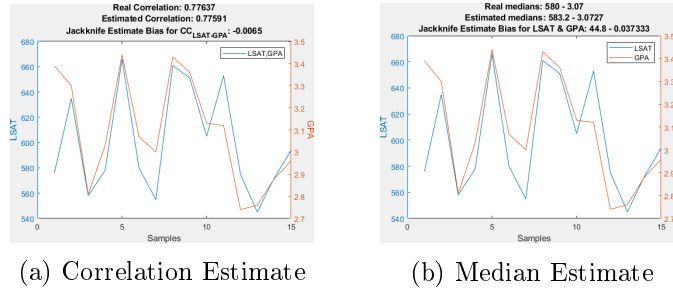 Real Correlation: 0.77637
Estimated Correlation: 0.77591
Jackknife Estimate Bias for CC_LSAT,GPA: -0.0065
LSAT,GPA
680
660
640
620
600
580
560
540
LSAT
3.5
3.4
3.3
3.2
3.1
3
2.9
2.8
2.7
GPA
0
5
10
15
Samples
(a) Correlation Estimate
Real medians: 580 - 3.07
Estimated medians: 583.2 - 3.0727
Jackknife Estimate Bias for LSAT & GPA: 44.8 - 0.037333
LSAT
GPA
680
660
640
620
600
580
560
540
LSAT
3.5
3.4
3.3
3.2
3.1
3
2.9
2.8
2.7
0
5
10
15
Samples
(b) Median Estimate